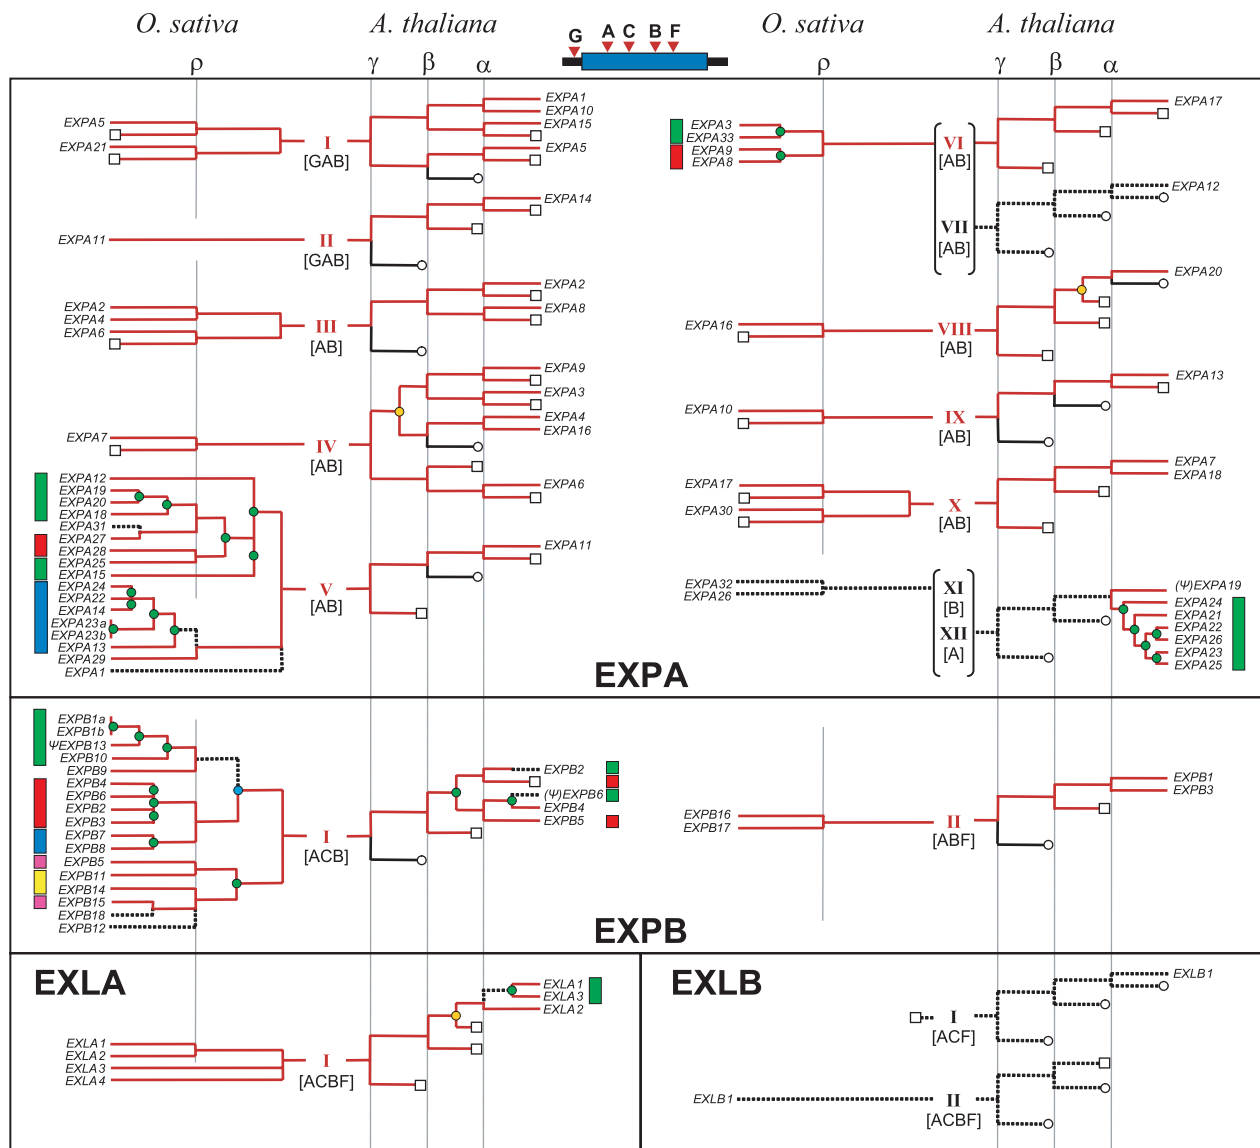 O. sativa
A. thaliana
G A C B F
O. sativa
A. thaliana
ρ
γ
β
α
ρ
γ
β
α
EXPA5
EXPA21
I
[GAB]
EXPA1
EXPA10
EXPA15
EXPA5
EXPA11
II
[GAB]
EXPA14
EXPA2
EXPA4
EXPA6
III
[AB]
EXPA2
EXPA8
EXPA7
IV
[AB]
EXPA9
EXPA3
EXPA4
EXPA16
EXPA6
EXPA12
EXPA19
EXPA20
EXPA18
EXPA31
EXPA27
EXPA28
EXPA25
EXPA15
EXPA24
EXPA22
EXPA14
EXPA23a
EXPA23b
EXPA13
EXPA29
EXPA1
V
[AB]
EXPA11
EXPA3
EXPA33
EXPA9
EXPA8
VI
[AB]
EXPA17
VII
[AB]
EXPA12
EXPA16
VIII
[AB]
EXPA20
EXPA10
IX
[AB]
EXPA13
EXPA17
EXPA30
X
[AB]
EXPA7
EXPA18
EXPA32
EXPA26
XI
[B]
XII
[A]
(Ψ)EXPA19
EXPA24
EXPA21
EXPA22
EXPA26
EXPA23
EXPA25
EXPA
EXPB1a
EXPB1b
ΨEXPB13
EXPB10
EXPB9
EXPB4
EXPB6
EXPB2
EXPB3
EXPB7
EXPB8
EXPB5
EXPB11
EXPB14
EXPB15
EXPB18
EXPB12
I
[ACB]
EXPB2
(Ψ)EXPB6
EXPB4
EXPB5
EXPB16
EXPB17
II
[ABF]
EXPB1
EXPB3
EXPB
EXLA
EXLA1
EXLA2
EXLA3
EXLA4
I
[ACBF]
EXLA1
EXLA3
EXLA2
EXLB
I
[ACF]
EXLB1
EXLB1
II
[ACBF]